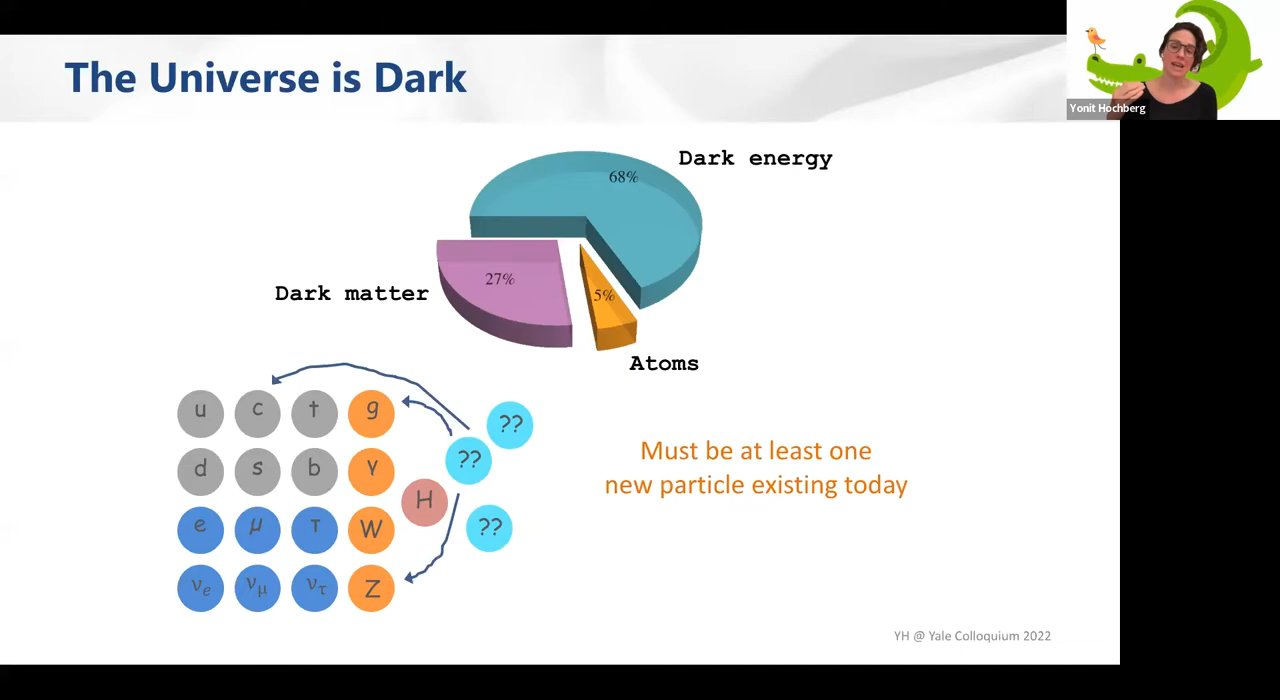 The Universe is Dark
Yonit Hochberg
Dark energy
68%
Dark matter
27%
5%
Atoms
u c t g
??
d s b γ
??
H
Must be at least one
new particle existing today
e μ τ W
??
νe νμ ντ Z
YH @ Yale Colloquium 2022